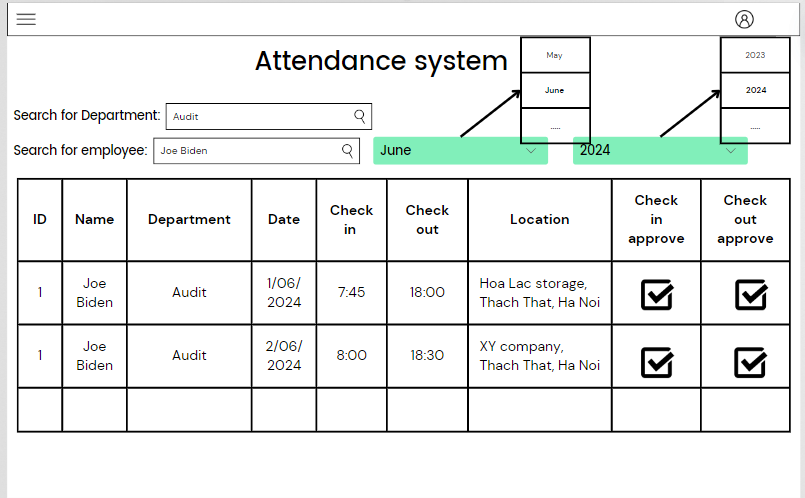 Attendance system
May
2023
June
2024
.....
.....
Search for Department: Audit
Search for employee: Joe Biden
June
2024
ID
Name
Department
Date
Check
in
Check
out
Location
Check
in
approve
Check
out
approve
1
Joe
Biden
Audit
1/06/
2024
7:45
18:00
Hoa Lac storage,
Thach That, Ha Noi
1
Joe
Biden
Audit
2/06/
2024
8:00
18:30
XY company,
Thach That, Ha Noi